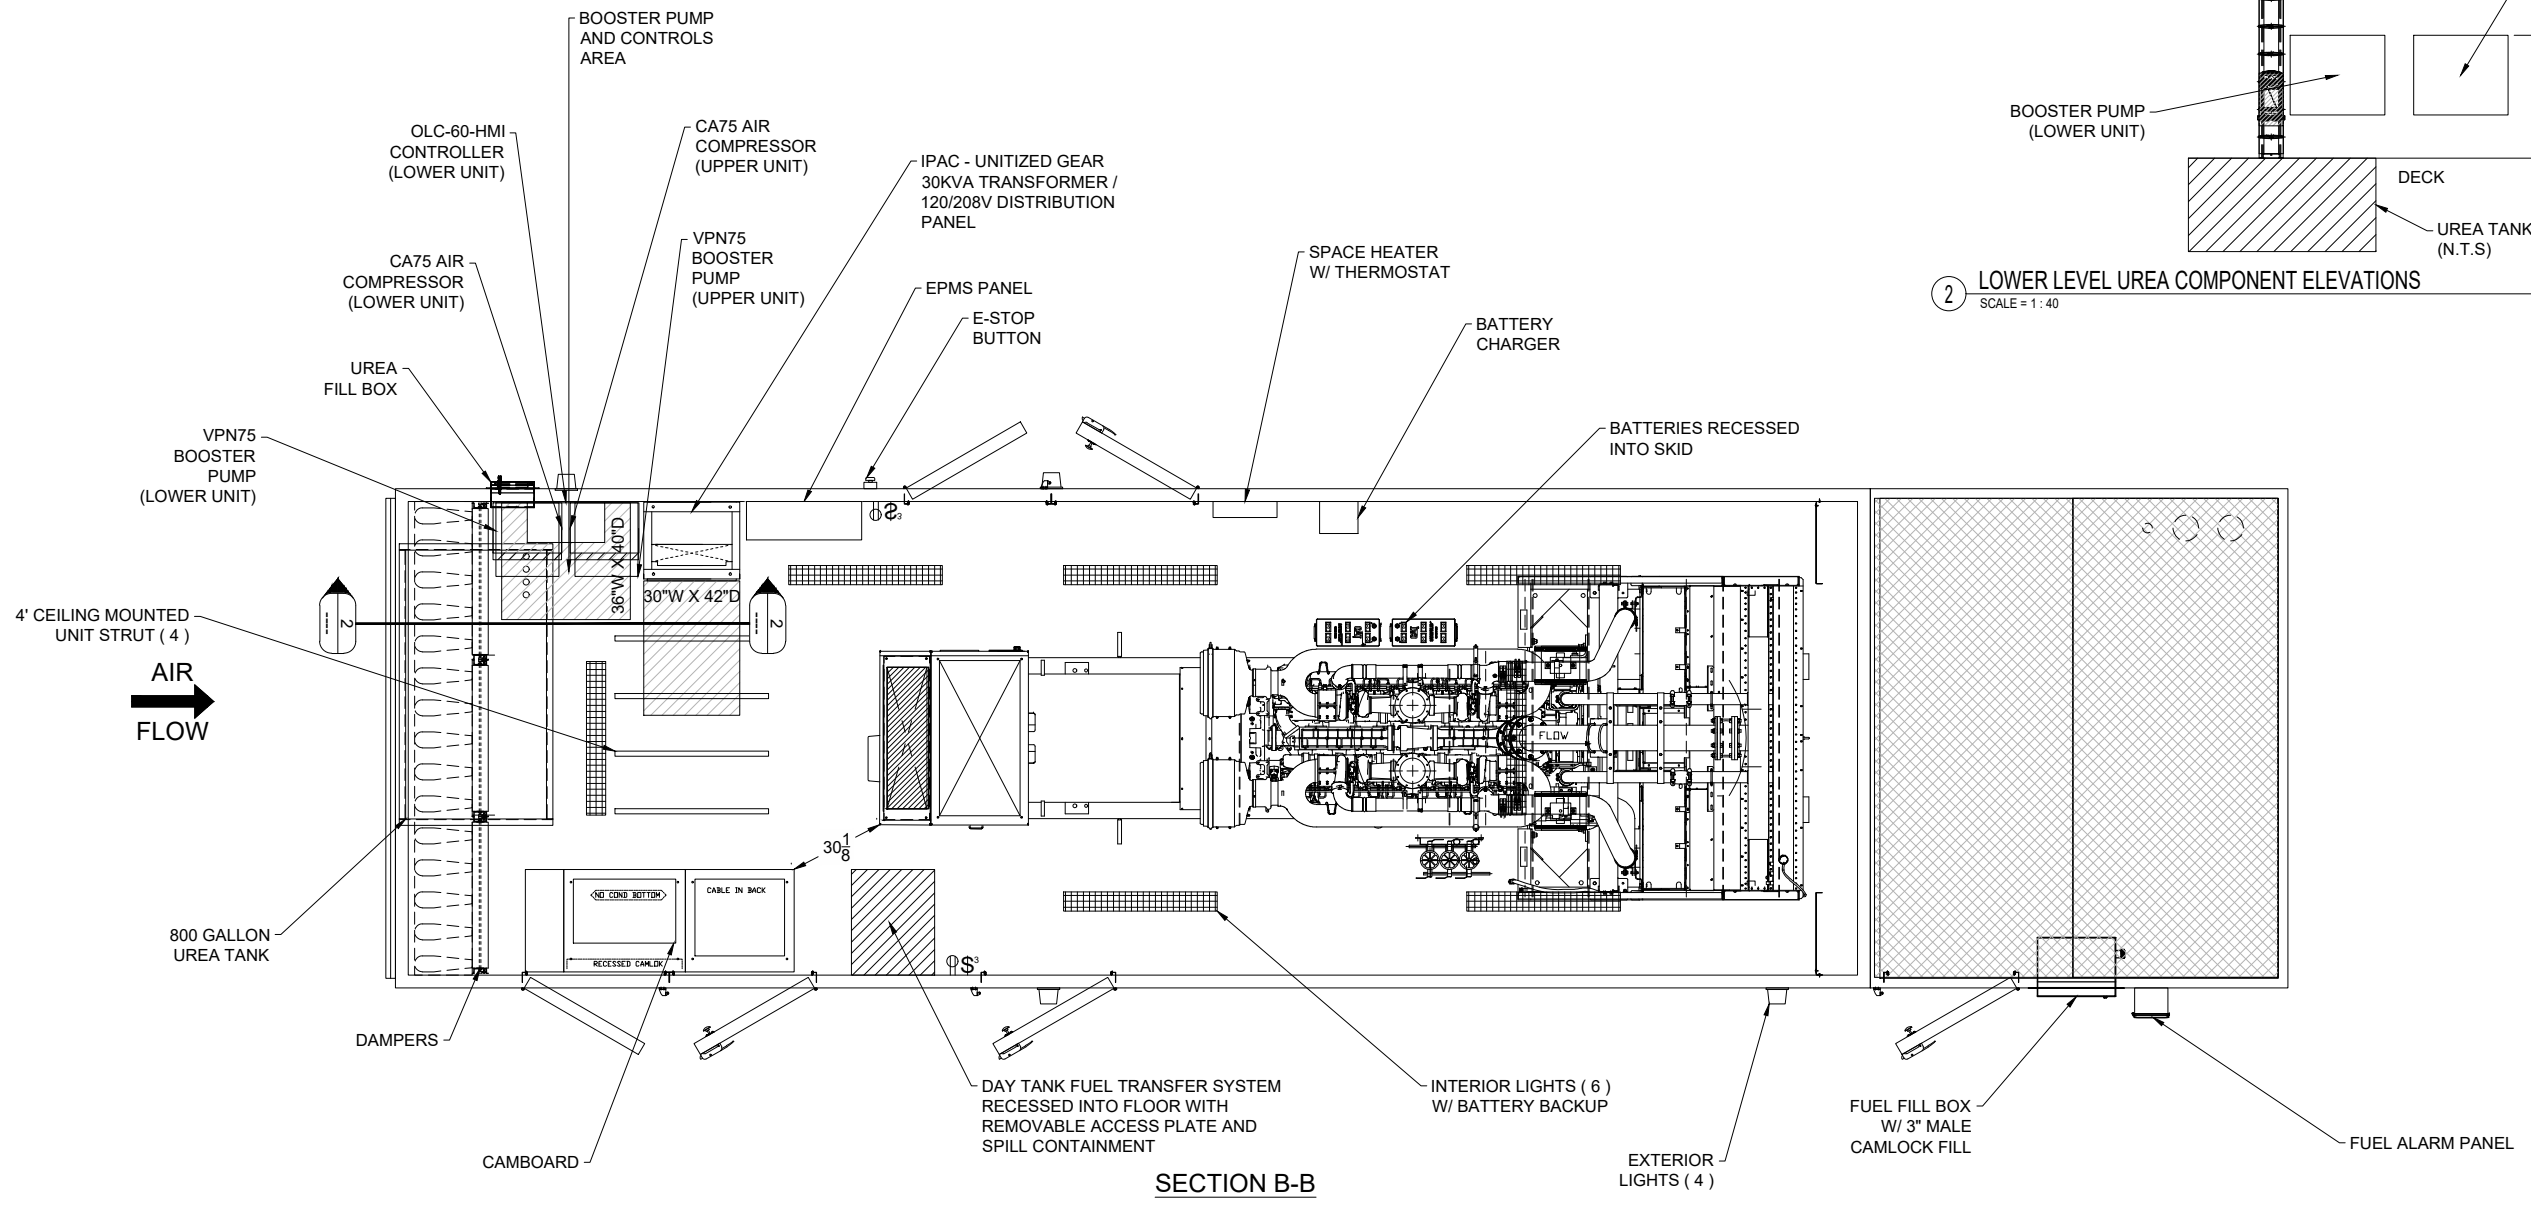 BOOSTER PUMP
AND CONTROLS
AREA
OLC-60-HMI
CONTROLLER
(LOWER UNIT)
CA75 AIR
COMPRESSOR
(UPPER UNIT)
IPAC - UNITIZED GEAR
30KVA TRANSFORMER /
120/208V DISTRIBUTION
PANEL
CA75 AIR
COMPRESSOR
(LOWER UNIT)
VPN75
BOOSTER
PUMP
(UPPER UNIT)
EPMS PANEL
E-STOP
BUTTON
SPACE HEATER
W/ THERMOSTAT
BATTERY
CHARGER
UREA
FILL BOX
VPN75
BOOSTER
PUMP
(LOWER UNIT)
BATTERIES RECESSED
INTO SKID
BOOSTER PUMP
(LOWER UNIT)
DECK
UREA TANK
(N.T.S)
2
LOWER LEVEL UREA COMPONENT ELEVATIONS
SCALE = 1 : 40
$3
36"W X 40"D
30"W X 42"D
2
2
4' CEILING MOUNTED
UNIT STRUT ( 4 )
AIR
FLOW
FLOW
30 1/8
NO COND BOTTOM
CABLE IN BACK
RECESSED CAMLOK
$3
800 GALLON
UREA TANK
DAMPERS
CAMBOARD
DAY TANK FUEL TRANSFER SYSTEM
RECESSED INTO FLOOR WITH
REMOVABLE ACCESS PLATE AND
SPILL CONTAINMENT
INTERIOR LIGHTS ( 6 )
W/ BATTERY BACKUP
EXTERIOR
LIGHTS ( 4 )
FUEL FILL BOX
W/ 3" MALE
CAMLOCK FILL
FUEL ALARM PANEL
SECTION B-B